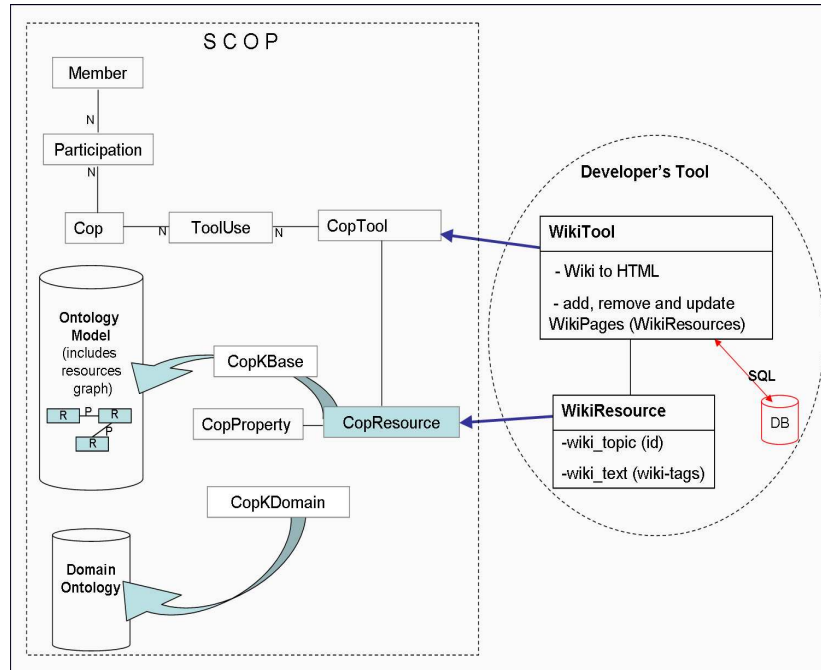 S C O P
Member
N
Participation
N
Cop
N
ToolUse
N
CopTool
Ontology
Model
(includes
resources
graph)
R
P
R
P
R
CopKBase
CopProperty
CopResource
CopKDomain
Domain
Ontology
Developer's Tool
WikiTool
- Wiki to HTML
- add, remove and update
WikiPages (WikiResources)
SQL
DB
WikiResource
-wiki_topic (id)
-wiki_text (wiki-tags)